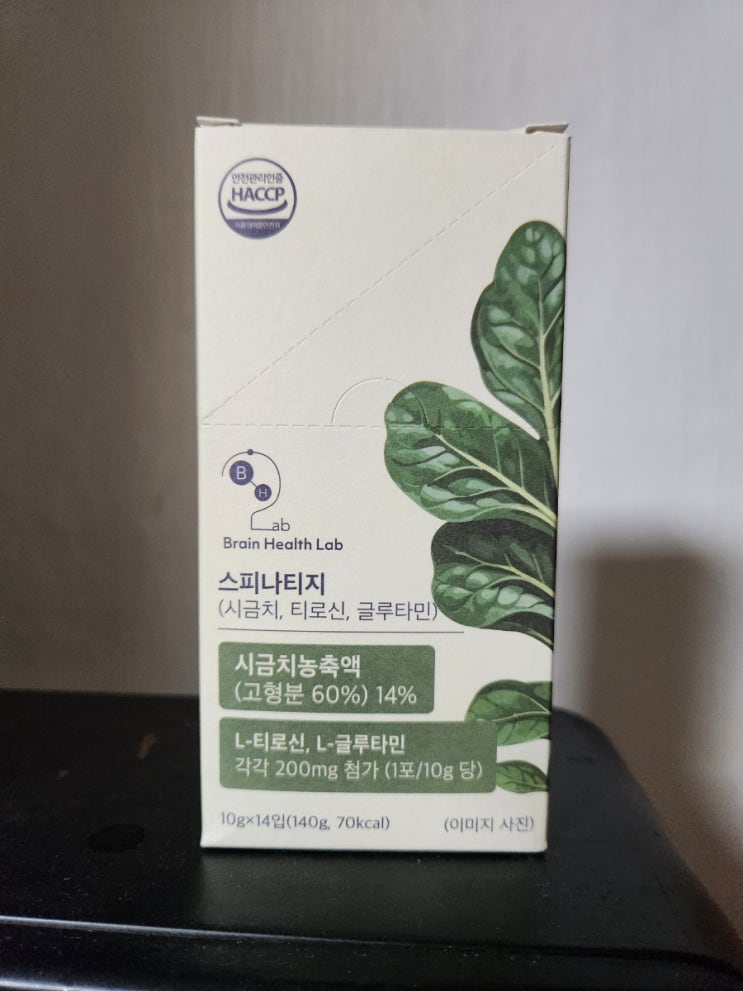 안전관리인증
HACCP
식품의약품안전처
B
H
Lab
Brain Health Lab
스피나티지
(시금치, 티로신, 글루타민)
시금치농축액
(고형분 60%) 14%
L-티로신, L-글루타민
각각 200mg 첨가 (1포/10g 당)
10g×14입(140g, 70kcal)
(이미지 사진)